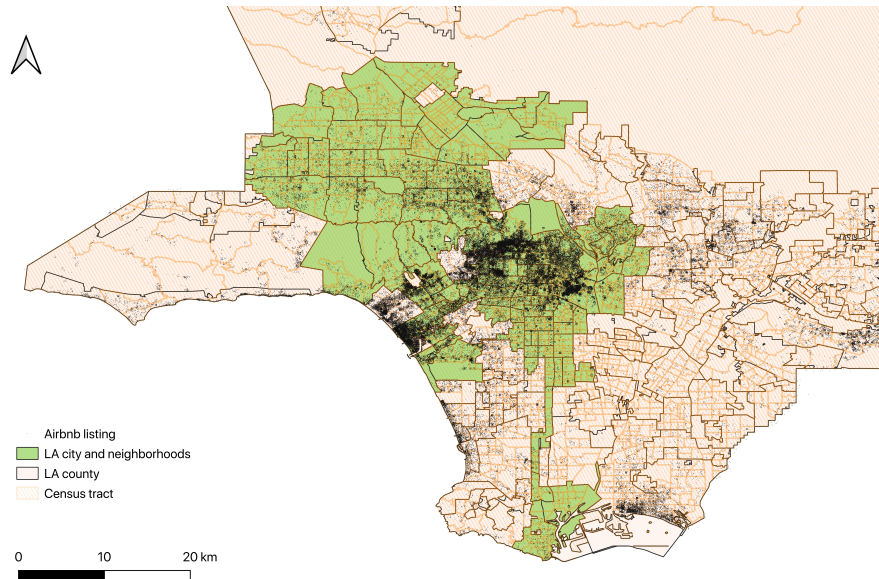 Airbnb listing
LA city and neighborhoods
LA county
Census tract
0 10 20 km